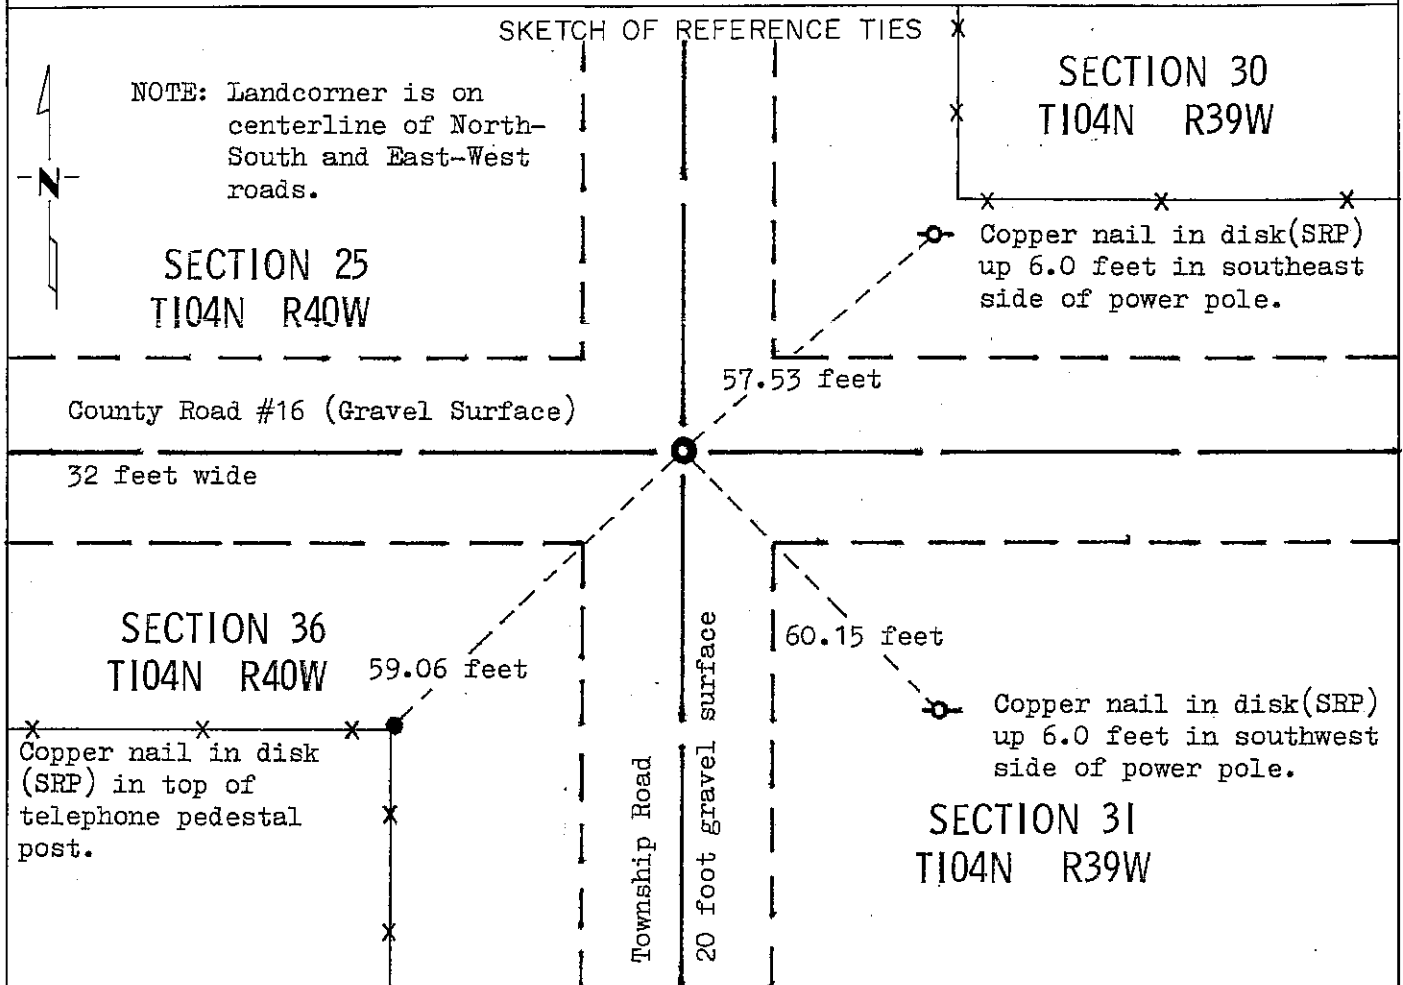 SKETCH OF REFERENCE TIES
NOTE: Landcorner is on
centerline of North-
South and East-West
roads.
N
SECTION 25
T104N R40W
SECTION 30
T104N R39W
Copper nail in disk(SRP)
up 6.0 feet in southeast
side of power pole.
57.53 feet
County Road #16 (Gravel Surface)
32 feet wide
SECTION 36
T104N R40W
59.06 feet
Copper nail in disk
(SRP) in top of
telephone pedestal
post.
Township Road
20 foot gravel surface
60.15 feet
Copper nail in disk(SRP)
up 6.0 feet in southwest
side of power pole.
SECTION 31
T104N R39W